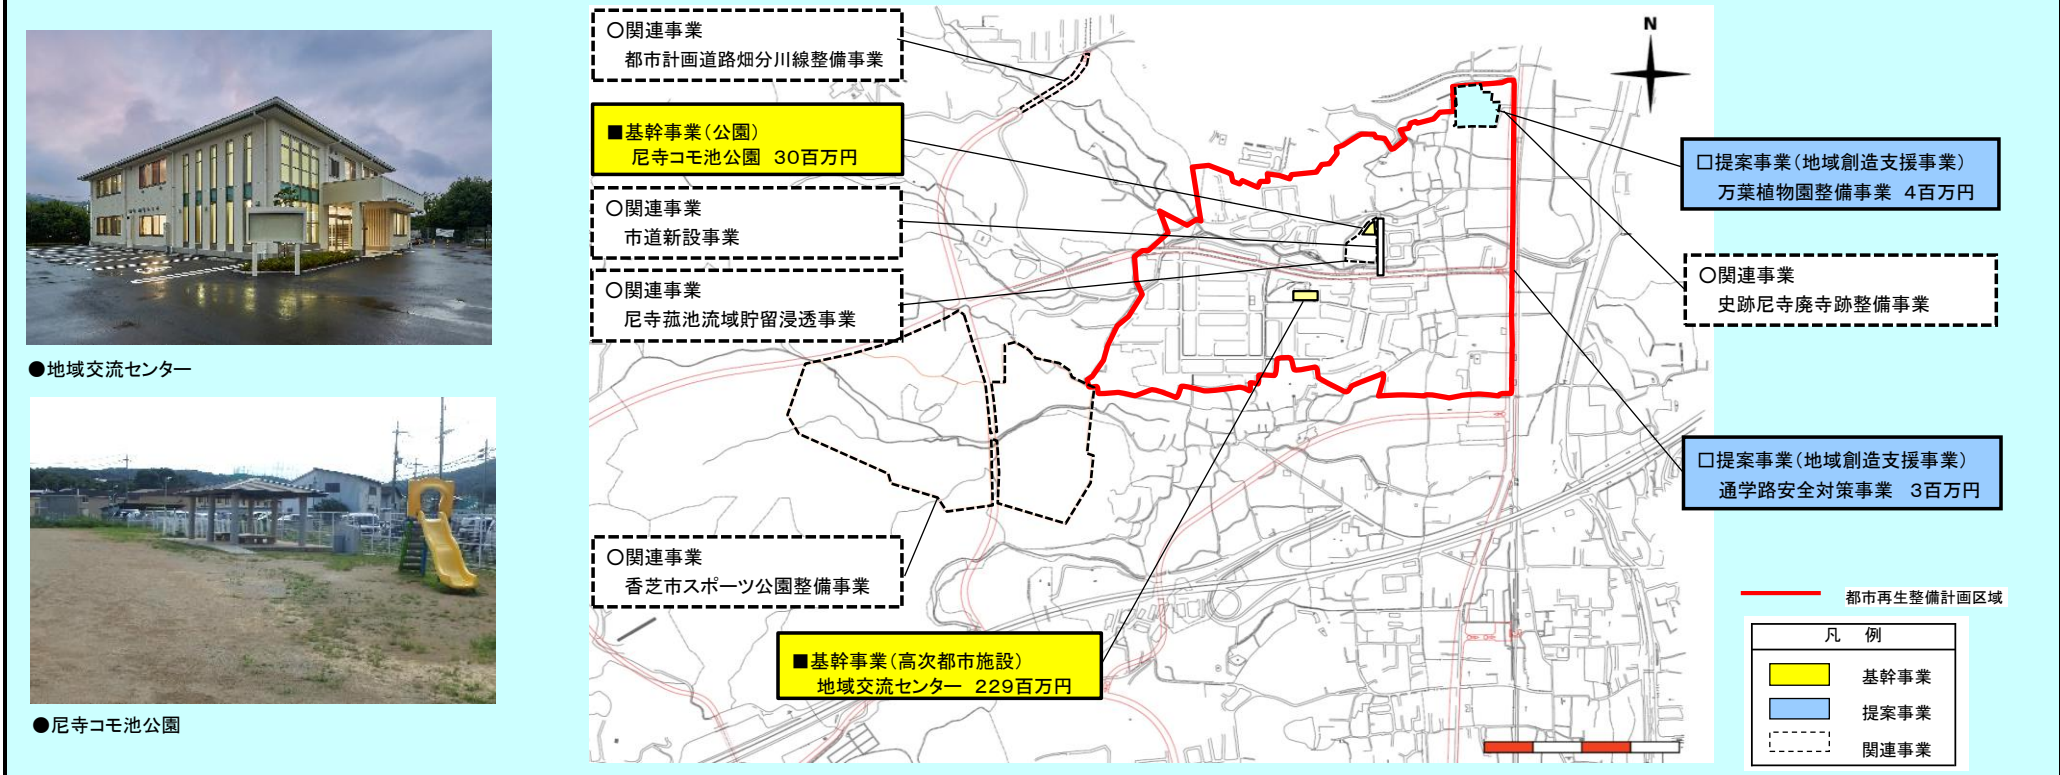 ●地域交流センター
●尼寺コモ池公園
○関連事業
都市計画道路畑分川線整備事業
■基幹事業(公園)
尼寺コモ池公園 30百万円
○関連事業
市道新設事業
○関連事業
尼寺菰池流域貯留浸透事業
○関連事業
香芝市スポーツ公園整備事業
■基幹事業(高次都市施設)
地域交流センター 229百万円
N
□提案事業(地域創造支援事業)
万葉植物園整備事業 4百万円
○関連事業
史跡尼寺廃寺跡整備事業
□提案事業(地域創造支援事業)
通学路安全対策事業 3百万円
都市再生整備計画区域
凡 例
基幹事業
提案事業
関連事業